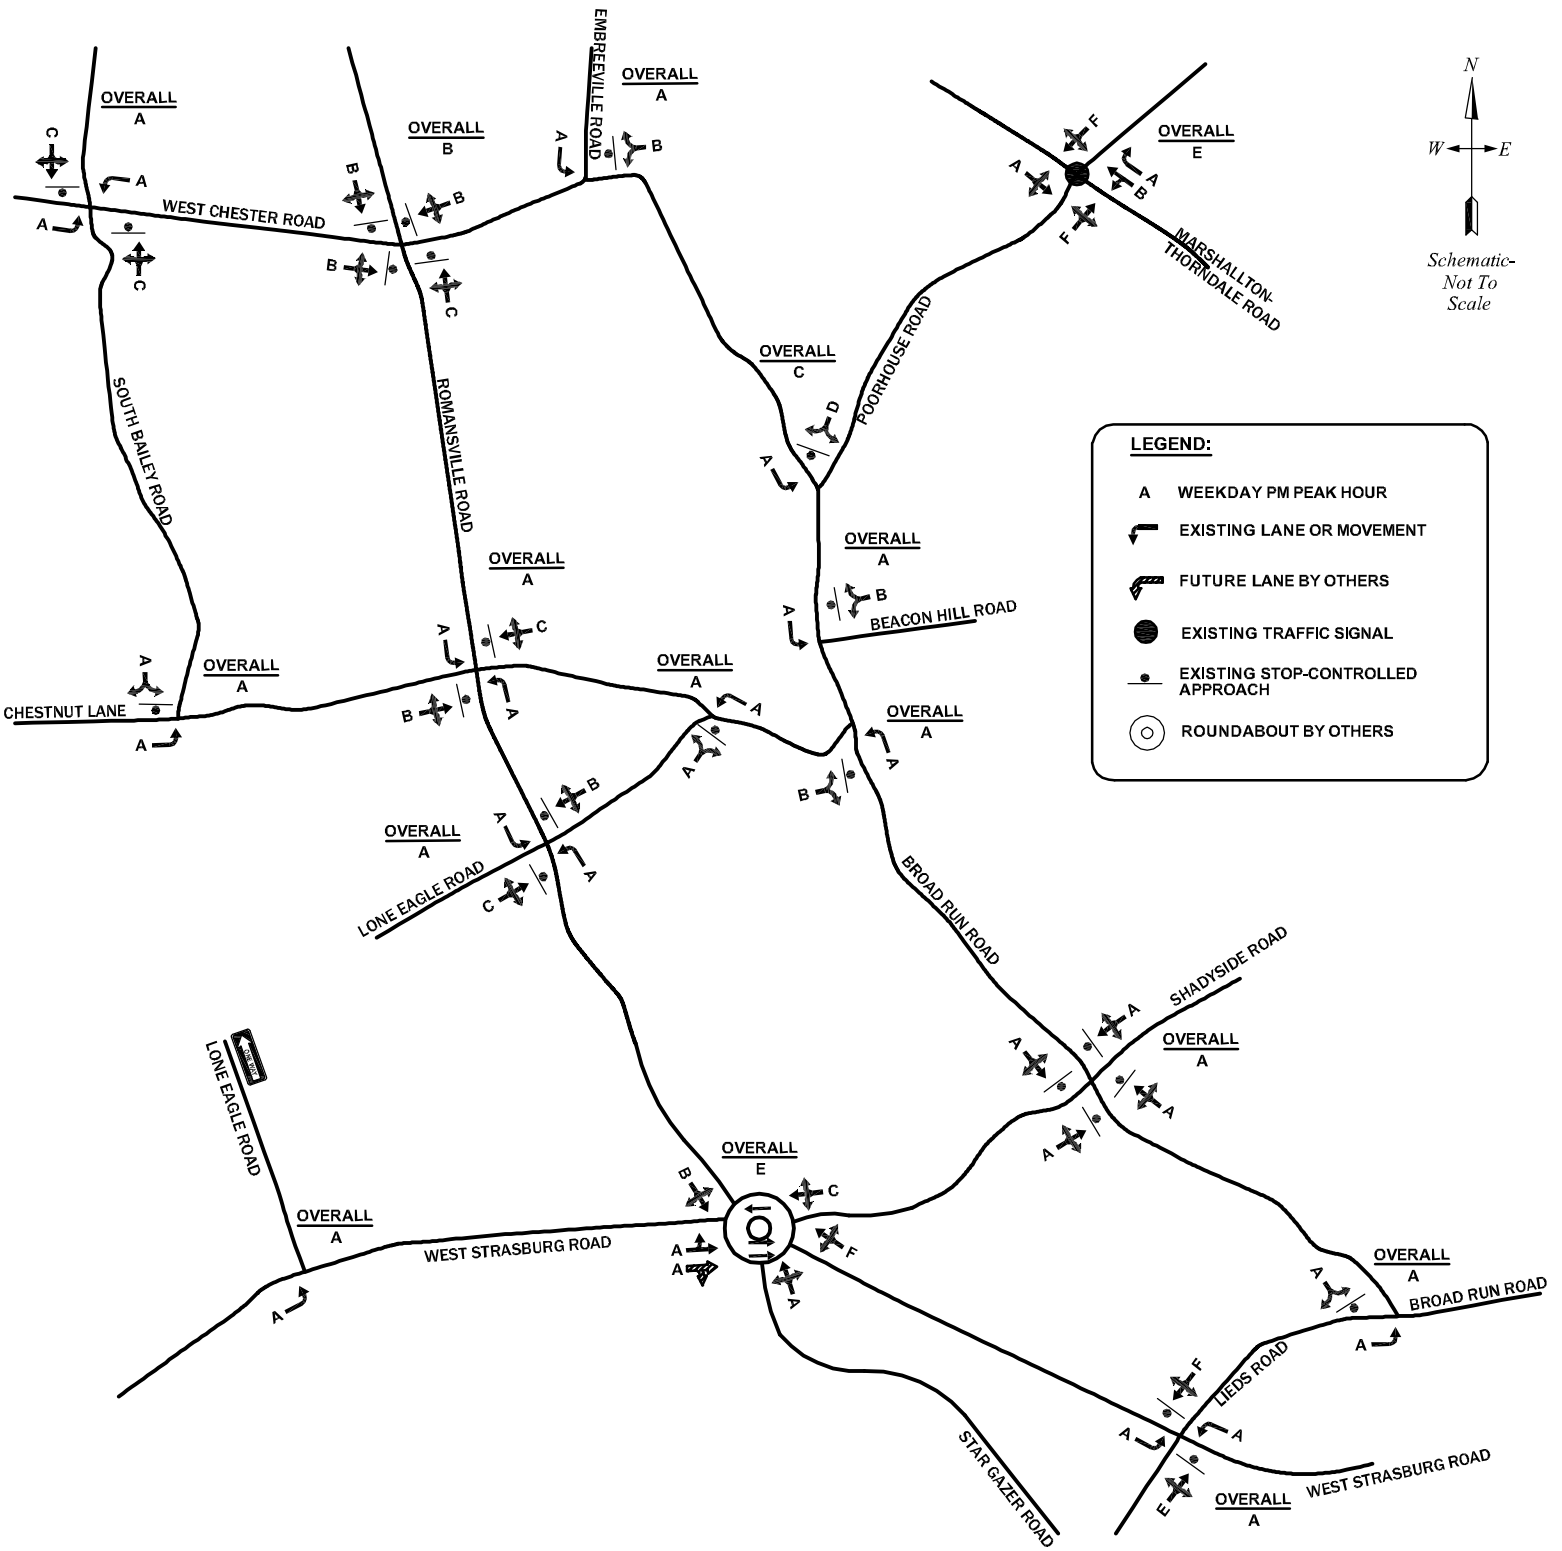 EMBREEVILLE ROAD
OVERALL
A
OVERALL
A
OVERALL
B
OVERALL
E
N
W
E
Schematic-
Not To
Scale
C
A
A
C
WEST CHESTER ROAD
B
B
B
C
A
B
F
A
A
B
F
MARSHALLTON-
THORNDALE ROAD
POORHOUSE ROAD
OVERALL
C
D
A
SOUTH BAILEY ROAD
ROMANSVILLE ROAD
LEGEND:
A
WEEKDAY PM PEAK HOUR
EXISTING LANE OR MOVEMENT
FUTURE LANE BY OTHERS
EXISTING TRAFFIC SIGNAL
EXISTING STOP-CONTROLLED
APPROACH
ROUNDABOUT BY OTHERS
OVERALL
A
OVERALL
A
A
B
BEACON HILL ROAD
A
C
B
A
A
OVERALL
A
CHESTNUT LANE
A
OVERALL
A
A
A
OVERALL
A
A
B
OVERALL
A
A
B
A
C
LONE EAGLE ROAD
BROAD RUN ROAD
SHADYSIDE ROAD
OVERALL
A
A
A
A
A
ONE WAY
LONE EAGLE ROAD
OVERALL
A
A
WEST STRASBURG ROAD
OVERALL
E
B
C
A
A
F
A
OVERALL
A
A
A
BROAD RUN ROAD
LIEDS ROAD
F
A
A
E
OVERALL
A
WEST STRASBURG ROAD
STAR GAZER ROAD